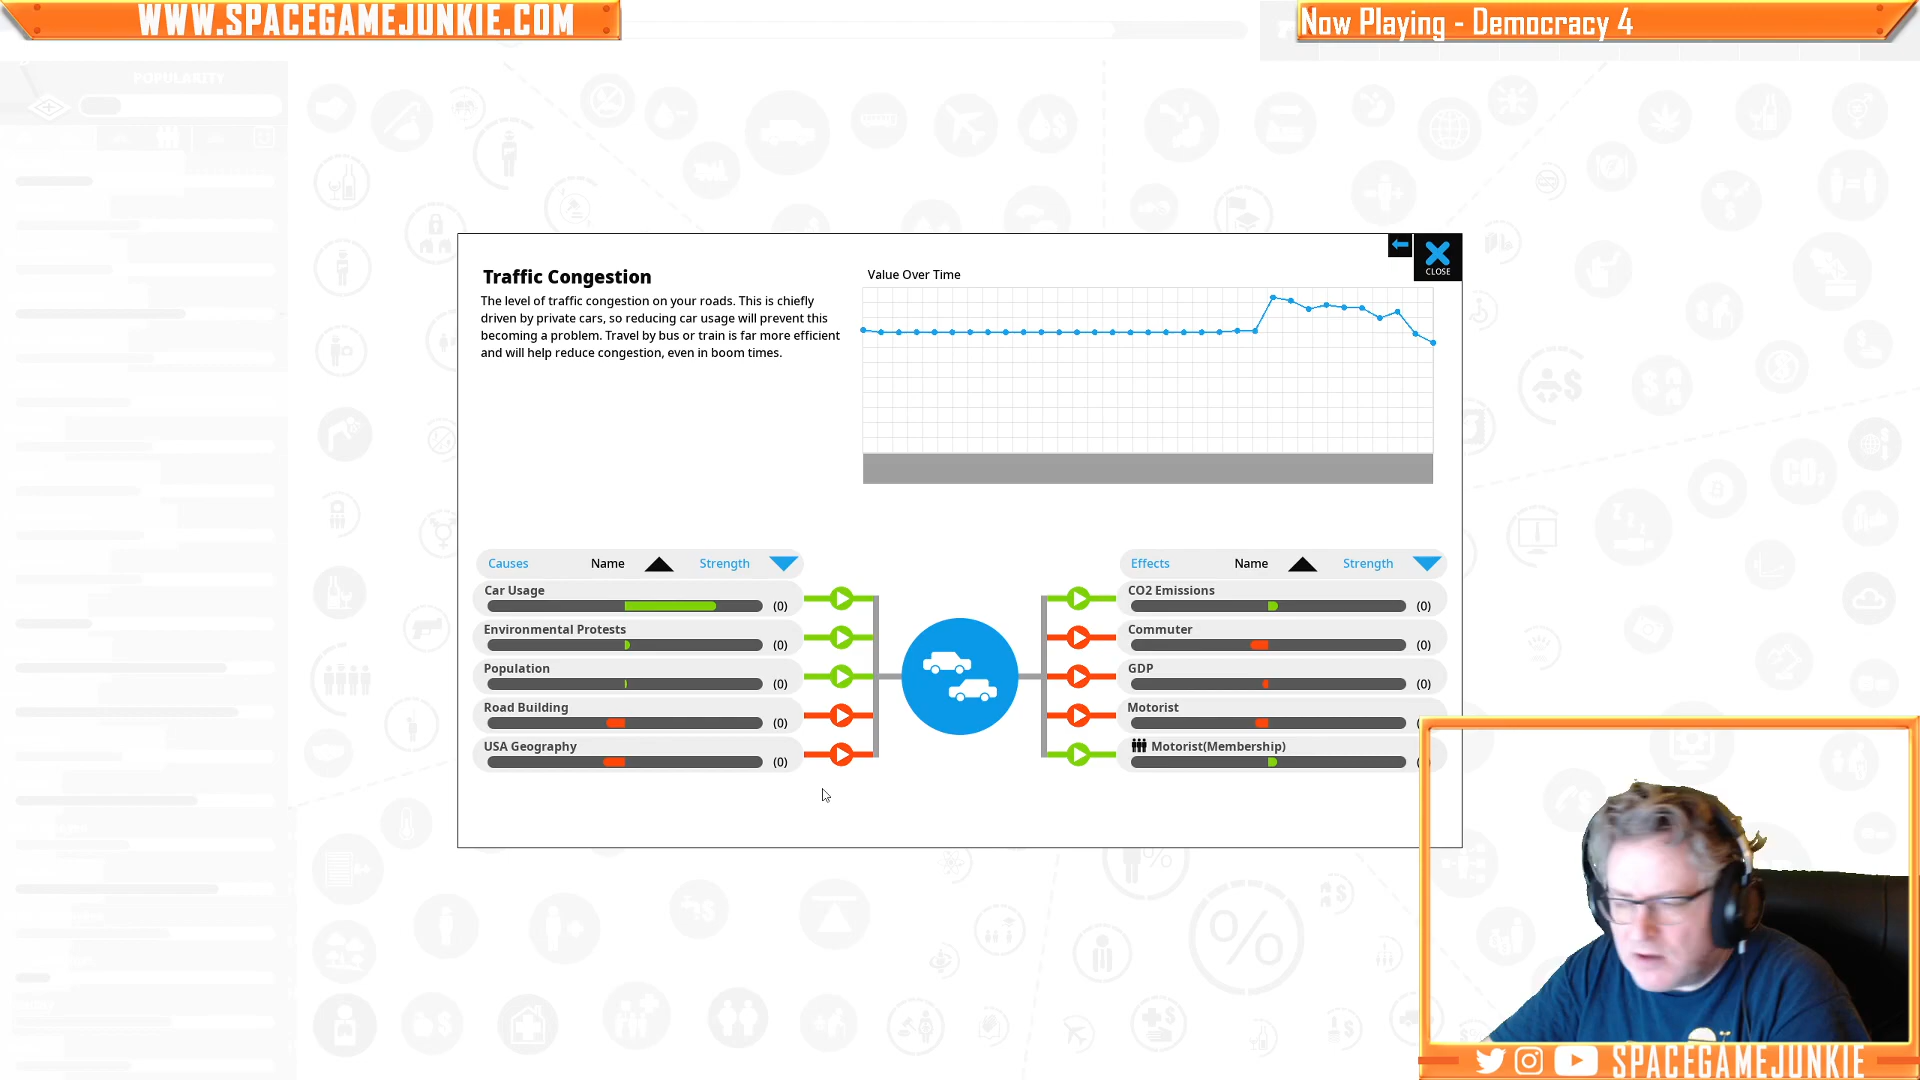 WWW.SPACEGAMEJUNKIE.COM
Now Playing - Democracy 4
POPULARITY
CLOSE
Traffic Congestion
The level of traffic congestion on your roads. This is chiefly
driven by private cars, so reducing car usage will prevent this
becoming a problem. Travel by bus or train is far more efficient
and will help reduce congestion, even in boom times.
Value Over Time
Causes Name Strength
Car Usage
(0)
Environmental Protests
(0)
Population
(0)
Road Building
(0)
USA Geography
(0)
Effects Name Strength
CO2 Emissions
(0)
Commuter
(0)
GDP
(0)
Motorist
Motorist(Membership)
SPACEGAMEJUNKIE